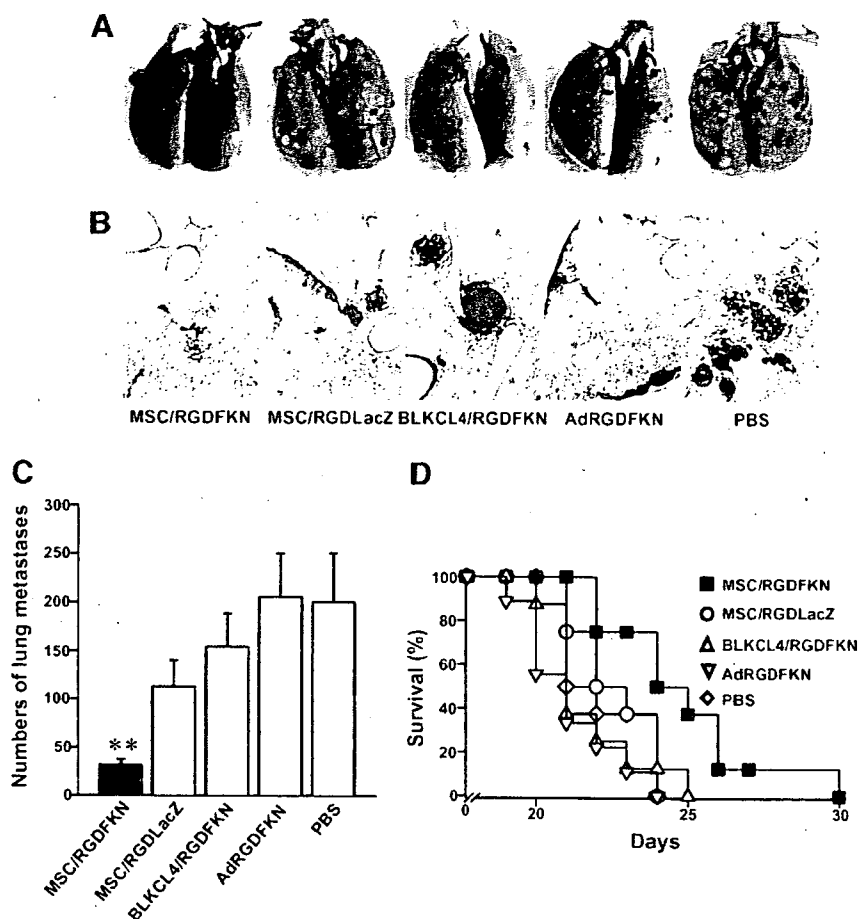 A
B
MSC/RGDFKN MSC/RGDLacZ BLKCL4/RGDFKN AdRGDFKN PBS
C
Numbers of lung metastases
300
250
200
150
100
50
0
**
MSC/RGDFKN
MSC/RGDLacZ
BLKCL4/RGDFKN
AdRGDFKN
PBS
D
Survival (%)
100
80
60
40
20
0
0 20 25 30
Days
MSC/RGDFKN
MSC/RGDLacZ
BLKCL4/RGDFKN
AdRGDFKN
PBS